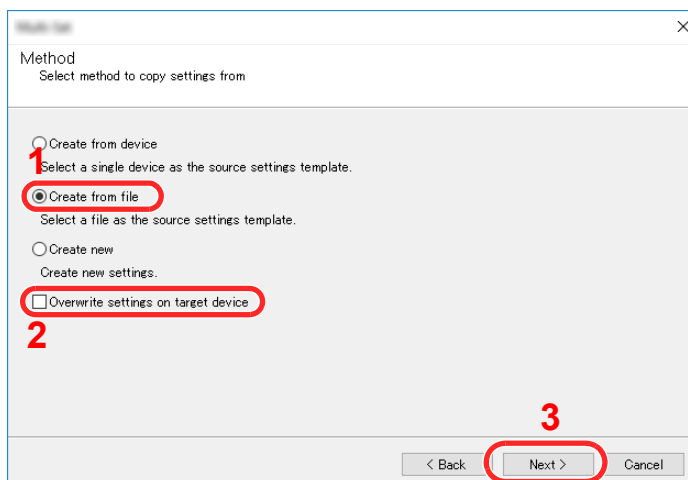 Method
Select method to copy settings from
Create from device
1
Select a single device as the source settings template.
Create from file
Select a file as the source settings template.
Create new
Create new settings.
Overwrite settings on target device
2
3
< Back
Next >
Cancel